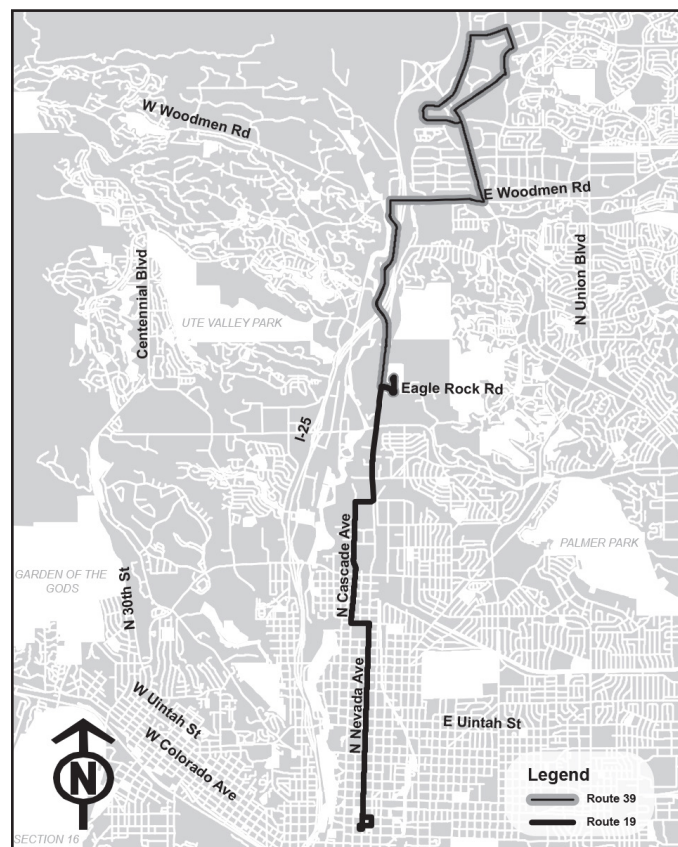 W Woodmen Rd
E Woodmen Rd
Centennial Blvd
N Union Blvd
UTE VALLEY PARK
Eagle Rock Rd
I-25
N Cascade Ave
PALMER PARK
GARDEN OF THE
GODS
N 30th St
W Uintah St
N Nevada Ave
E Uintah St
W Colorado Ave
N
Legend
Route 39
Route 19
SECTION 16